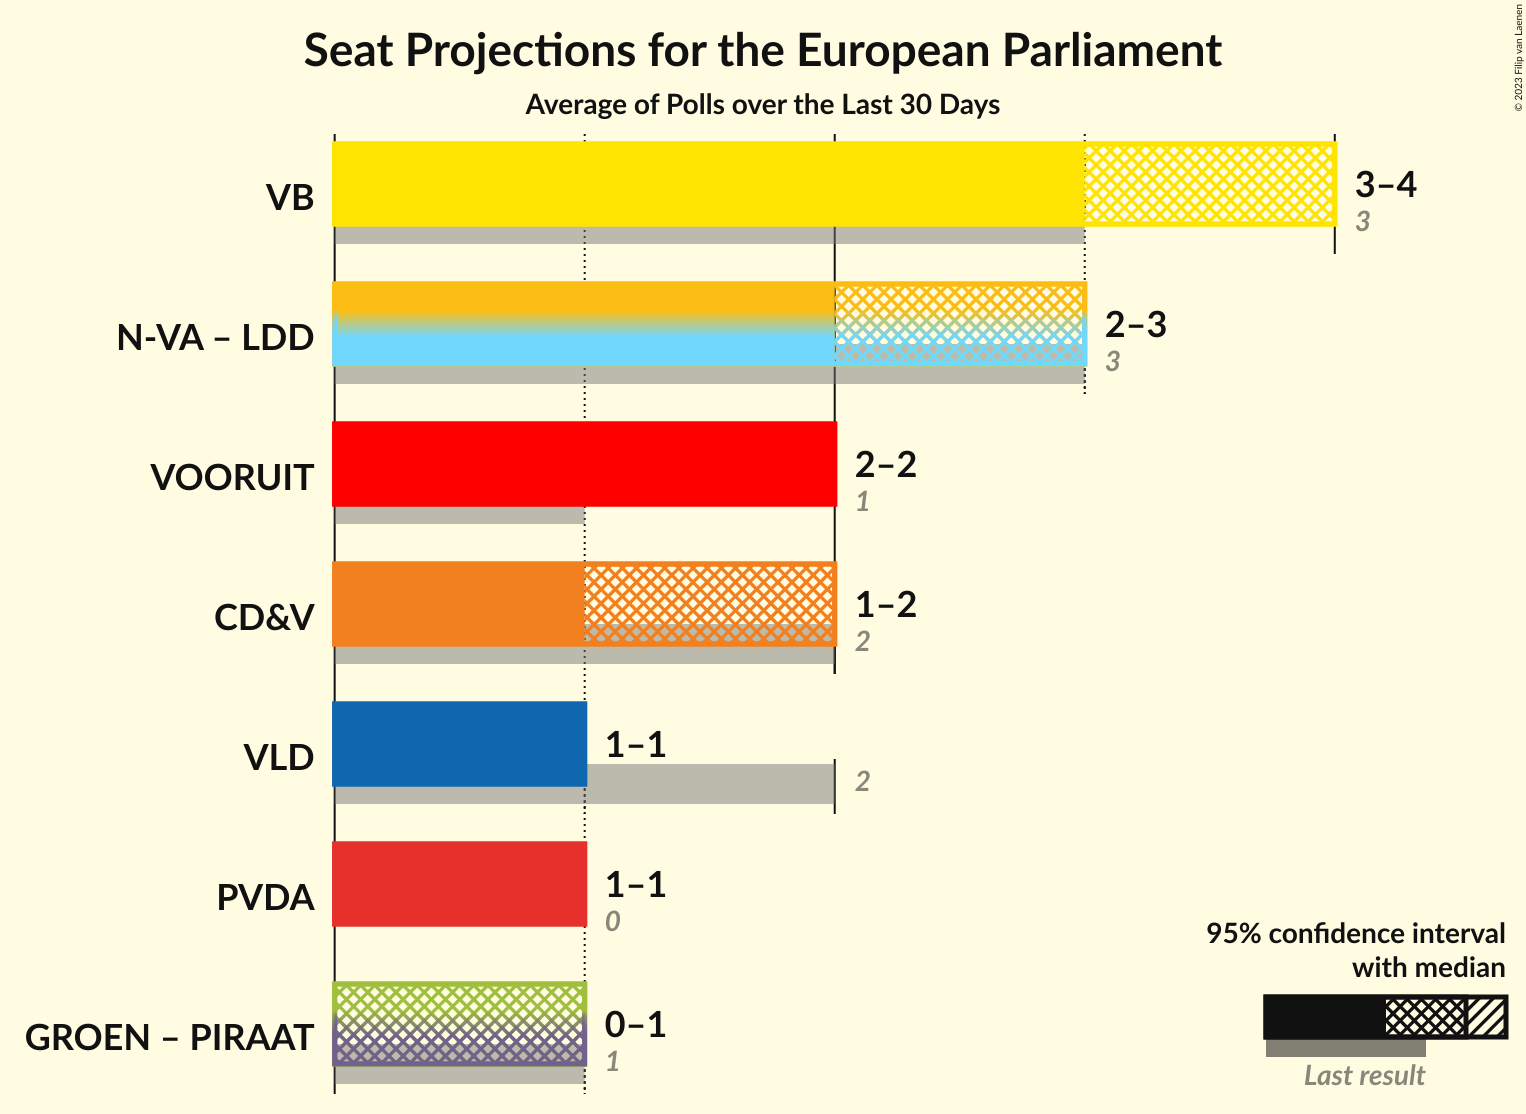 Seat Projections for the European Parliament
Average of Polls over the Last 30 Days
© 2023 Filip van Laenen
VB
3–4
3
N-VA – LDD
2–3
3
VOORUIT
2–2
1
CD&V
1–2
2
VLD
1–1
2
PVDA
1–1
0
GROEN – PIRAAT
0–1
1
95% confidence interval
with median
Last result